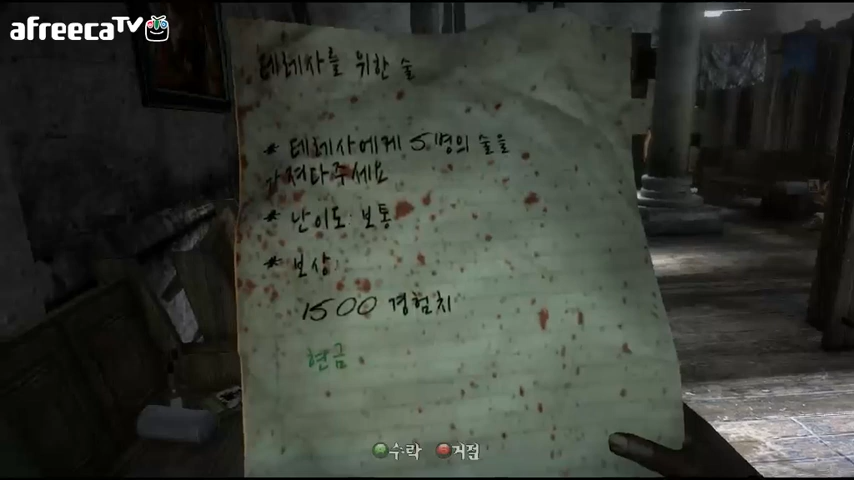 afreecaTV
테레사를 위한 술
* 테레사에게 5명의 술을
가져다주세요
* 난이도: 보통
* 보상:
1500 경험치
현금
수락 거절